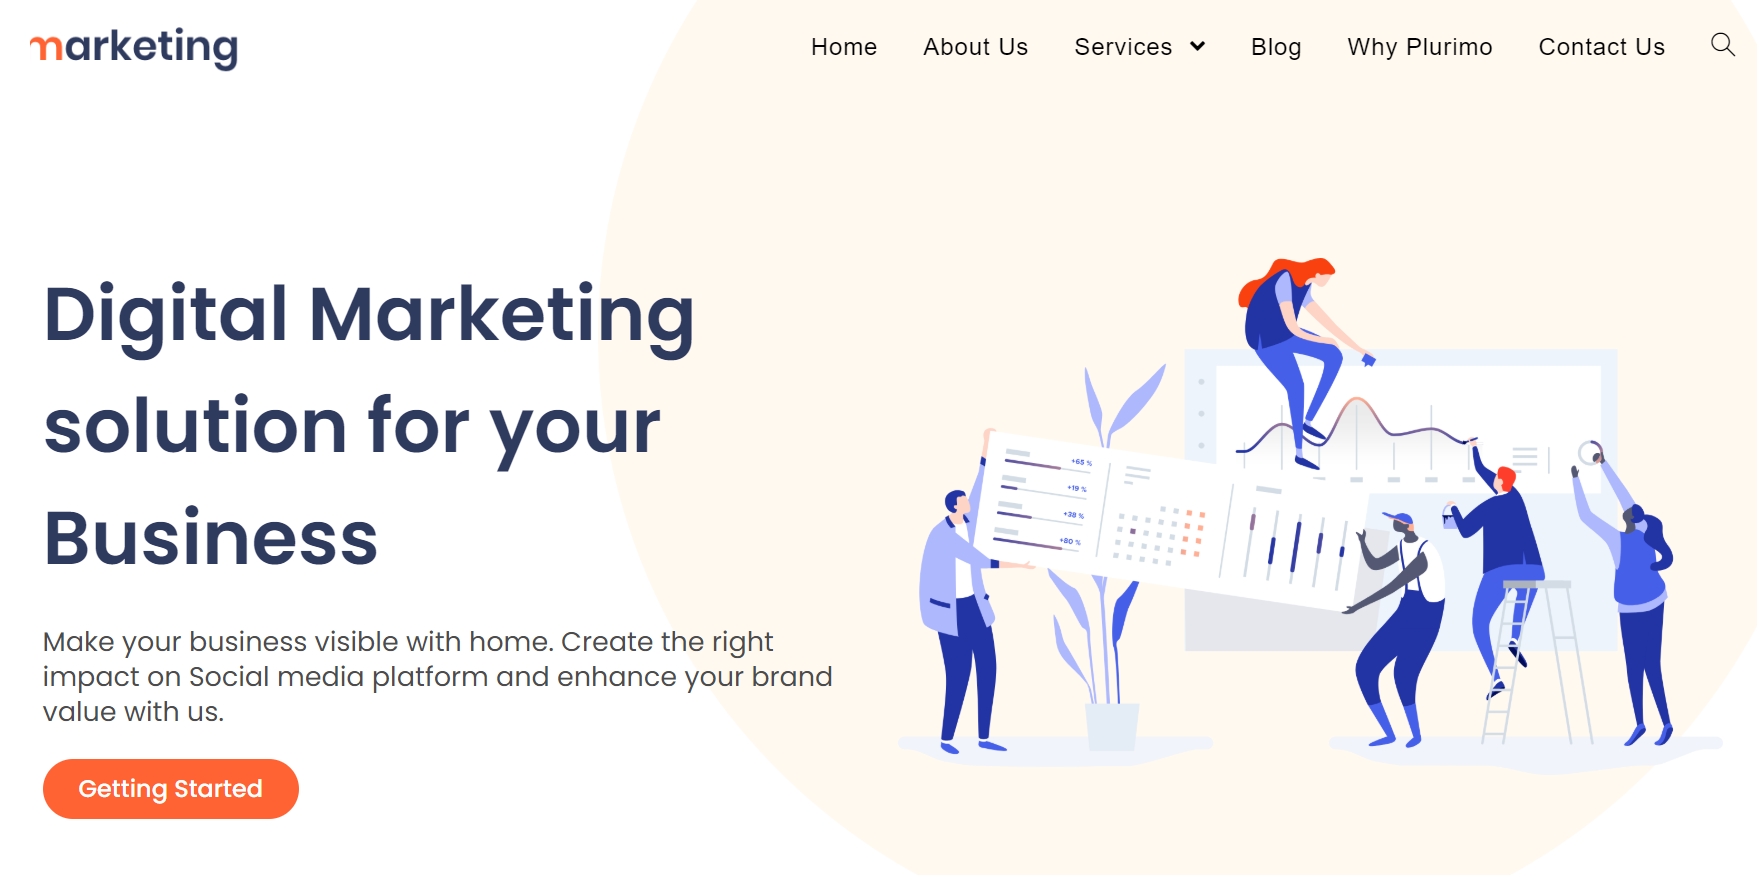 marketing
Home About Us Services Blog Why Plurimo Contact Us
Digital Marketing
solution for your
Business
Make your business visible with home. Create the right
impact on Social media platform and enhance your brand
value with us.
Getting Started
+65 %
+19 %
+38 %
+80 %